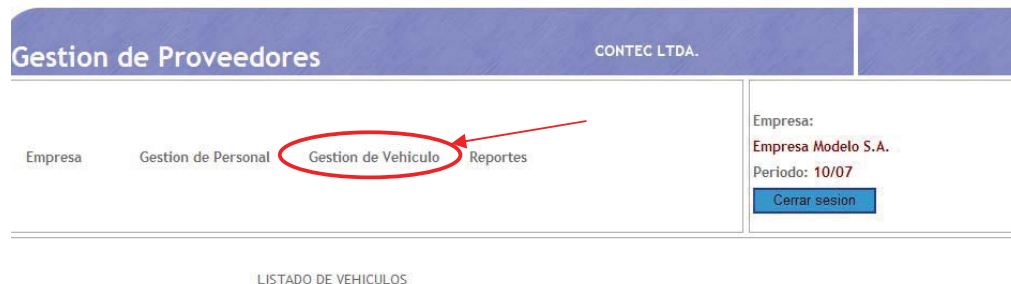 Gestion de Proveedores
CONTEC LTDA.
Empresa
Gestion de Personal
Gestion de Vehiculo
Reportes
Empresa:
Empresa Modelo S.A.
Periodo: 10/07
Cerrar sesion
LISTADO DE VEHICULOS